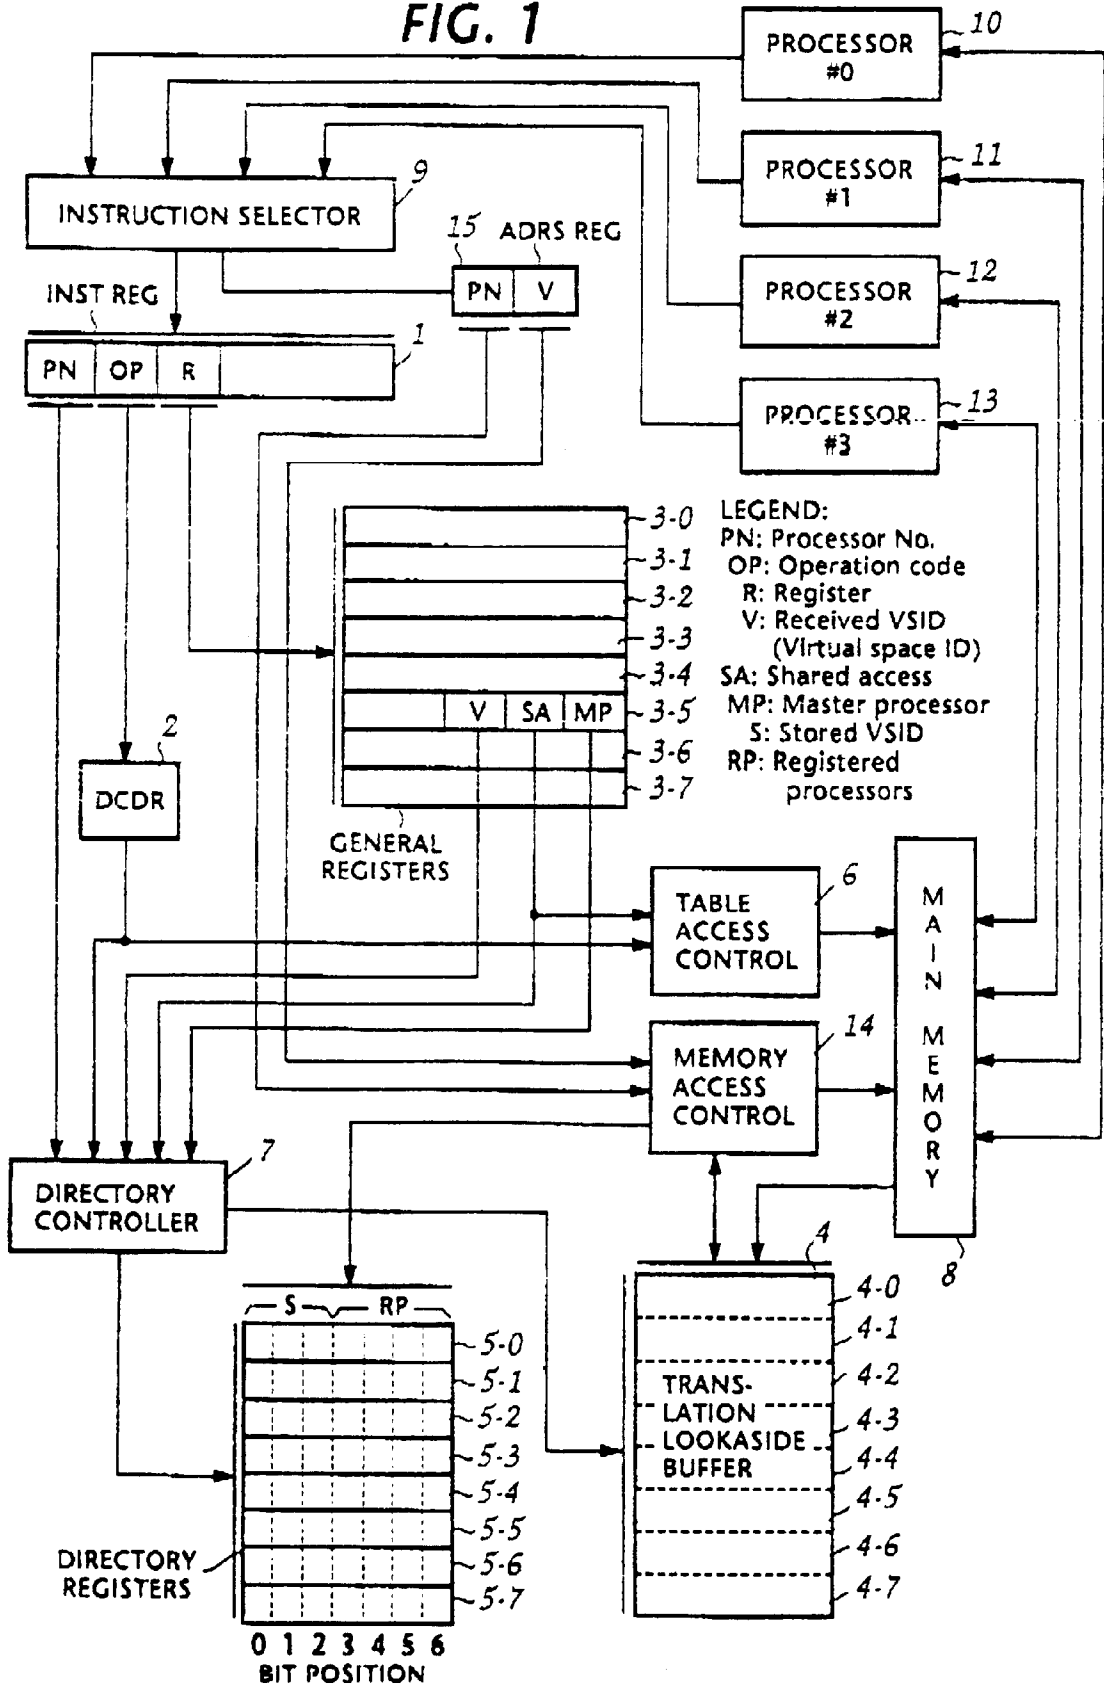 FIG. 1
PROCESSOR
#0
10
PROCESSOR
#1
11
9
INSTRUCTION SELECTOR
15
ADRS REG
PN V
PROCESSOR
#2
12
INST REG
1
PN OP R
PROCESSOR
#3
13
3-0
3-1
3-2
3-3
3-4
V SA MP 3-5
3-6
3-7
GENERAL
REGISTERS
LEGEND:
PN: Processor No.
OP: Operation code
R: Register
V: Received VSID
(Virtual space ID)
SA: Shared access
MP: Master processor
S: Stored VSID
RP: Registered
processors
2
DCDR
6
TABLE
ACCESS
CONTROL
MAIN MEMORY
8
14
MEMORY
ACCESS
CONTROL
7
DIRECTORY
CONTROLLER
S RP
5-0
5-1
5-2
5-3
5-4
5-5
5-6
5-7
DIRECTORY
REGISTERS
0 1 2 3 4 5 6
BIT POSITION
4
4-0
4-1
4-2
4-3
4-4
4-5
4-6
4-7
TRANS-
LATION
LOOKASIDE
BUFFER